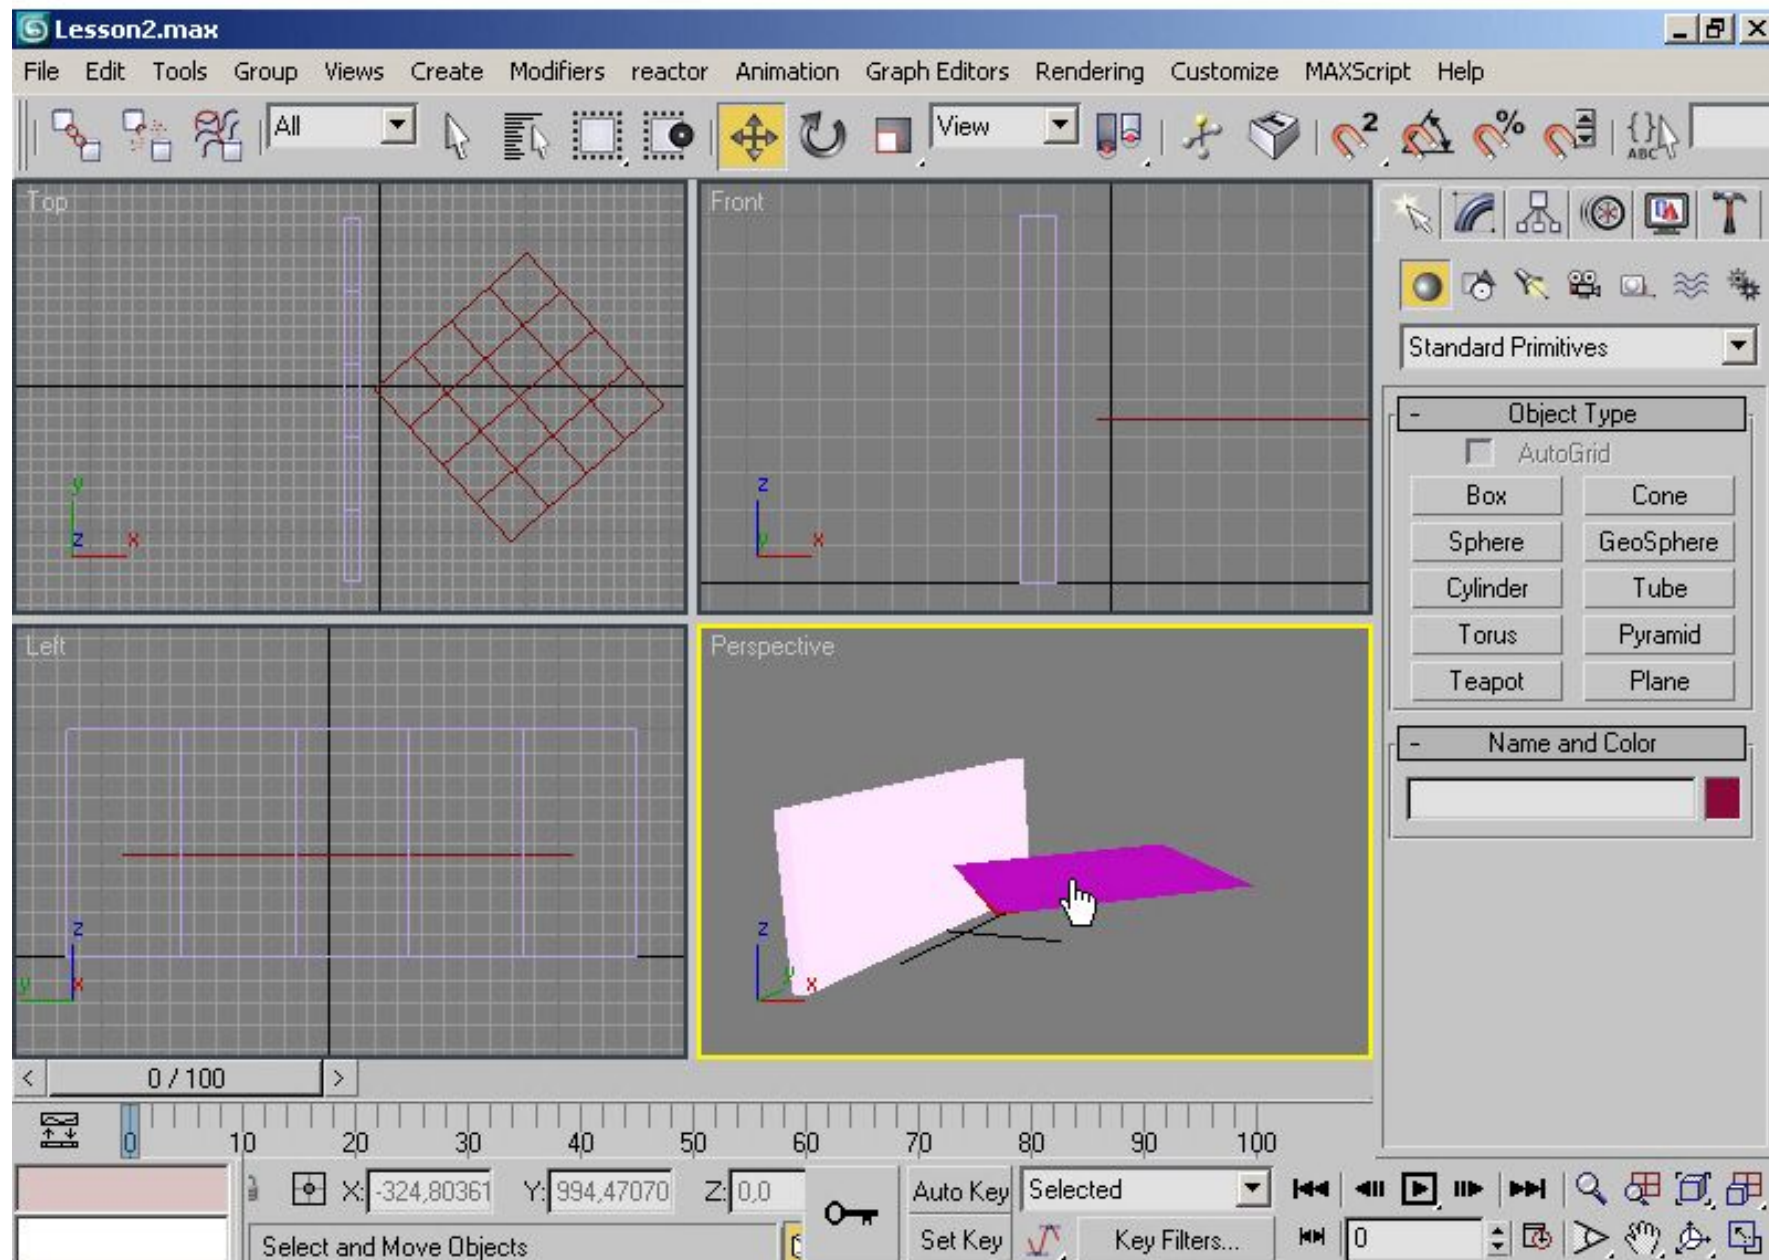 Lesson2.max
File Edit Tools Group Views Create Modifiers reactor Animation Graph Editors Rendering Customize MAXScript Help
All View 2 % {} ABC
Top
Front
Standard Primitives
- Object Type
AutoGrid
Box Cone
Sphere GeoSphere
Cylinder Tube
Torus Pyramid
Teapot Plane
- Name and Color
y
z x
z
y x
Left
Perspective
z
y x
z
y x
< 0 / 100 >
0 10 20 30 40 50 60 70 80 90 100
X: -324,80361 Y: 994,47070 Z: 0,0 Auto Key Selected
Select and Move Objects Set Key Key Filters... 0